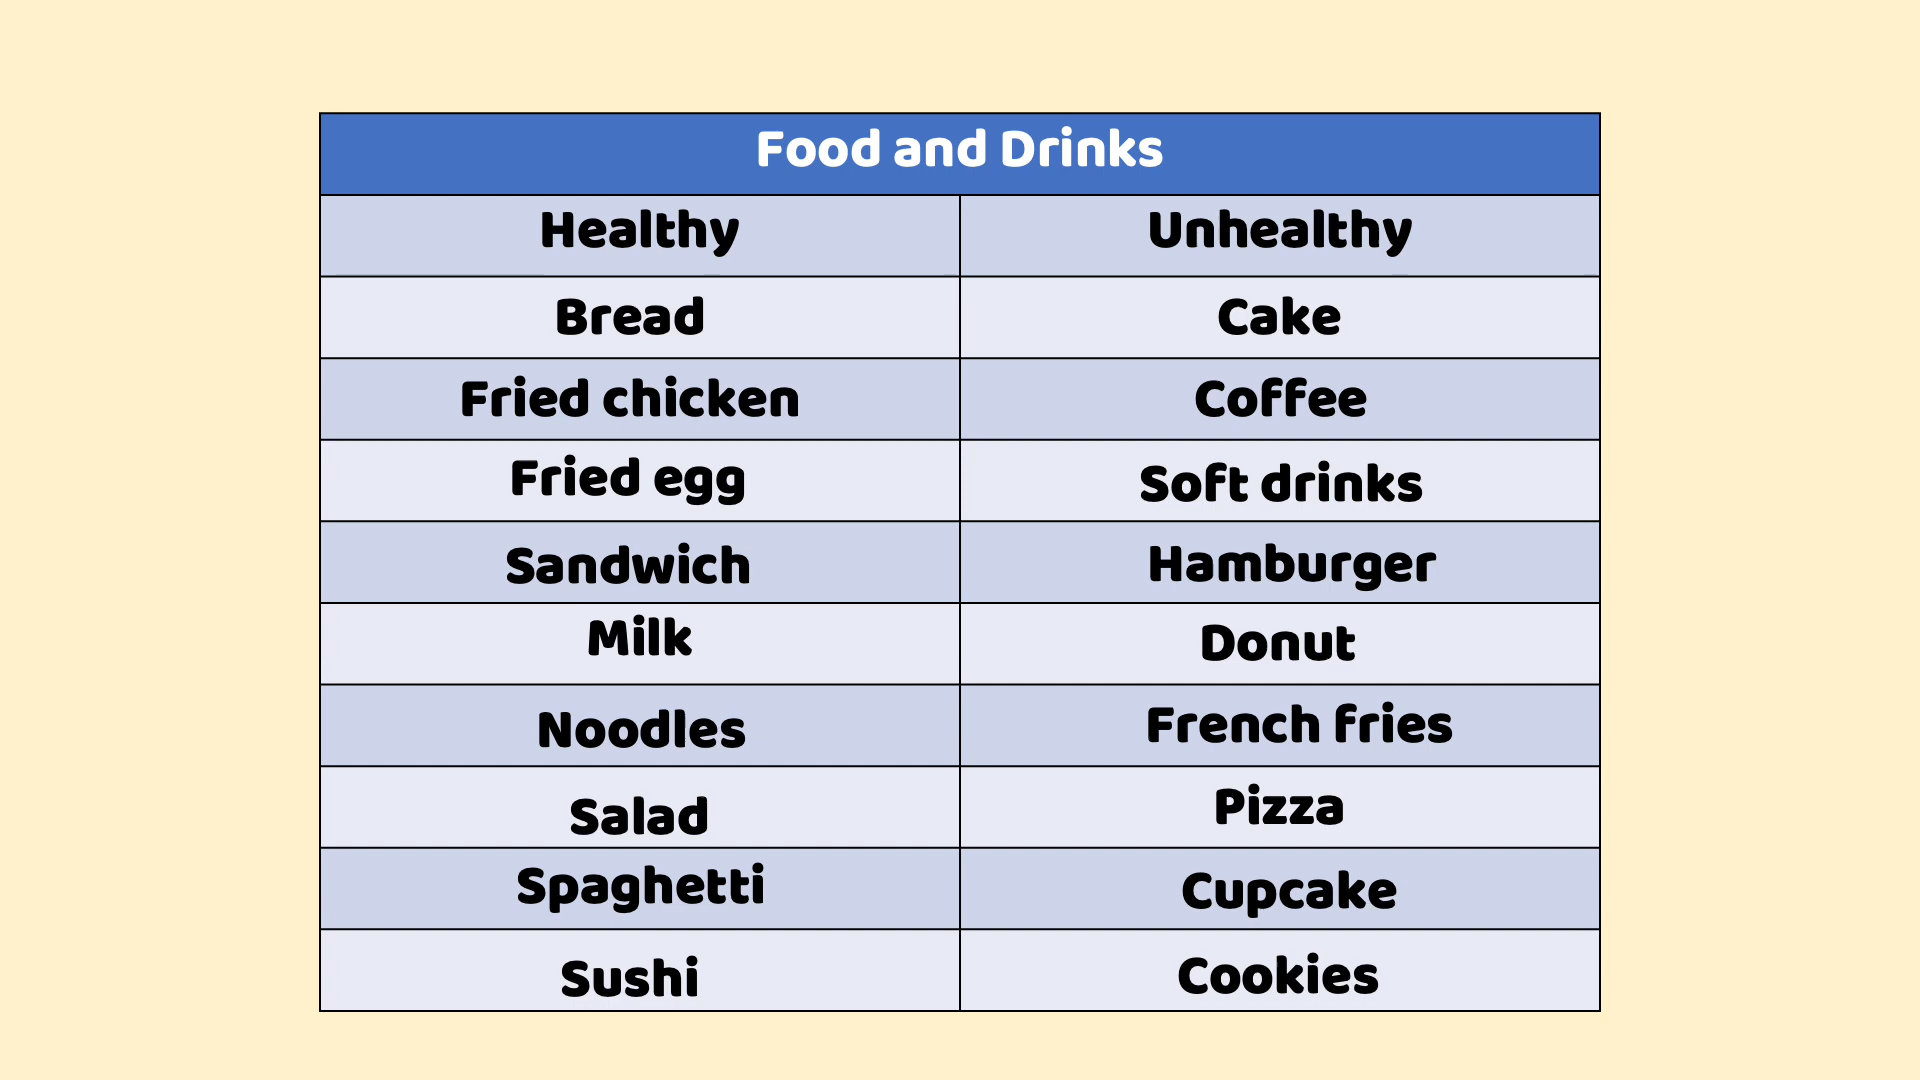 Food and Drinks
Healthy Unhealthy
Bread Cake
Fried chicken Coffee
Fried egg Soft drinks
Sandwich Hamburger
Milk Donut
Noodles French fries
Salad Pizza
Spaghetti Cupcake
Sushi Cookies